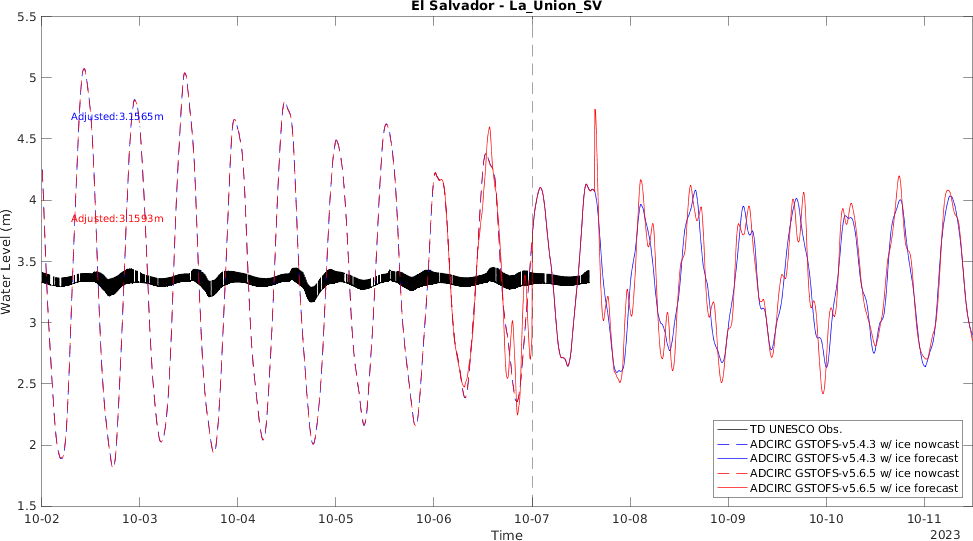 El Salvador - La_Union_SV
5.5
5
4.5
4
3.5
3
2.5
2
1.5
Water Level (m)
Adjusted:3.1565m
Adjusted:3.1593m
TD UNESCO Obs.
ADCIRC GSTOFS-v5.4.3 w/ ice nowcast
ADCIRC GSTOFS-v5.4.3 w/ ice forecast
ADCIRC GSTOFS-v5.6.5 w/ ice nowcast
ADCIRC GSTOFS-v5.6.5 w/ ice forecast
10-02 10-03 10-04 10-05 10-06 10-07 10-08 10-09 10-10 10-11
Time
2023